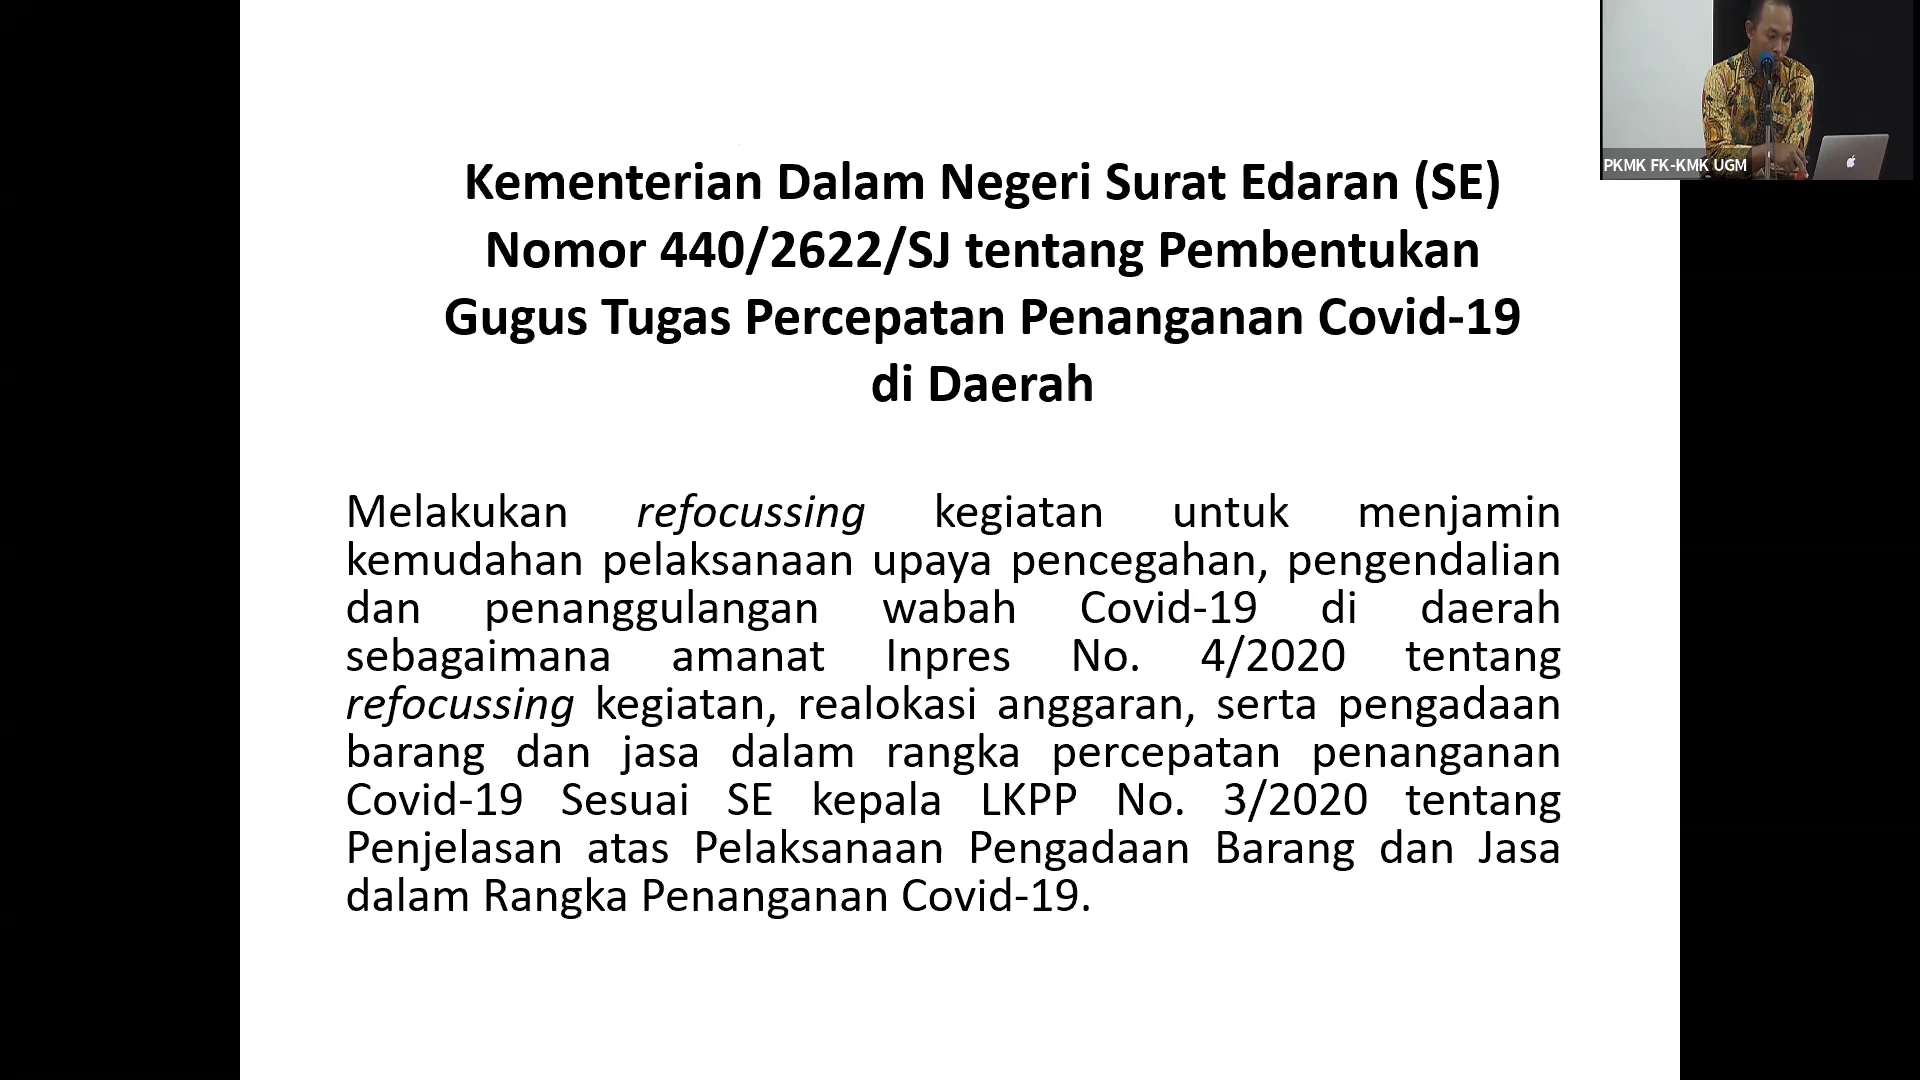 Kementerian Dalam Negeri Surat Edaran (SE)
Nomor 440/2622/SJ tentang Pembentukan
Gugus Tugas Percepatan Penanganan Covid-19
di Daerah
Melakukan refocussing kegiatan untuk menjamin
kemudahan pelaksanaan upaya pencegahan, pengendalian
dan penanggulangan wabah Covid-19 di daerah
sebagaimana amanat Inpres No. 4/2020 tentang
refocussing kegiatan, realokasi anggaran, serta pengadaan
barang dan jasa dalam rangka percepatan penanganan
Covid-19 Sesuai SE kepala LKPP No. 3/2020 tentang
Penjelasan atas Pelaksanaan Pengadaan Barang dan Jasa
dalam Rangka Penanganan Covid-19.
PKMK FK-KMK UGM